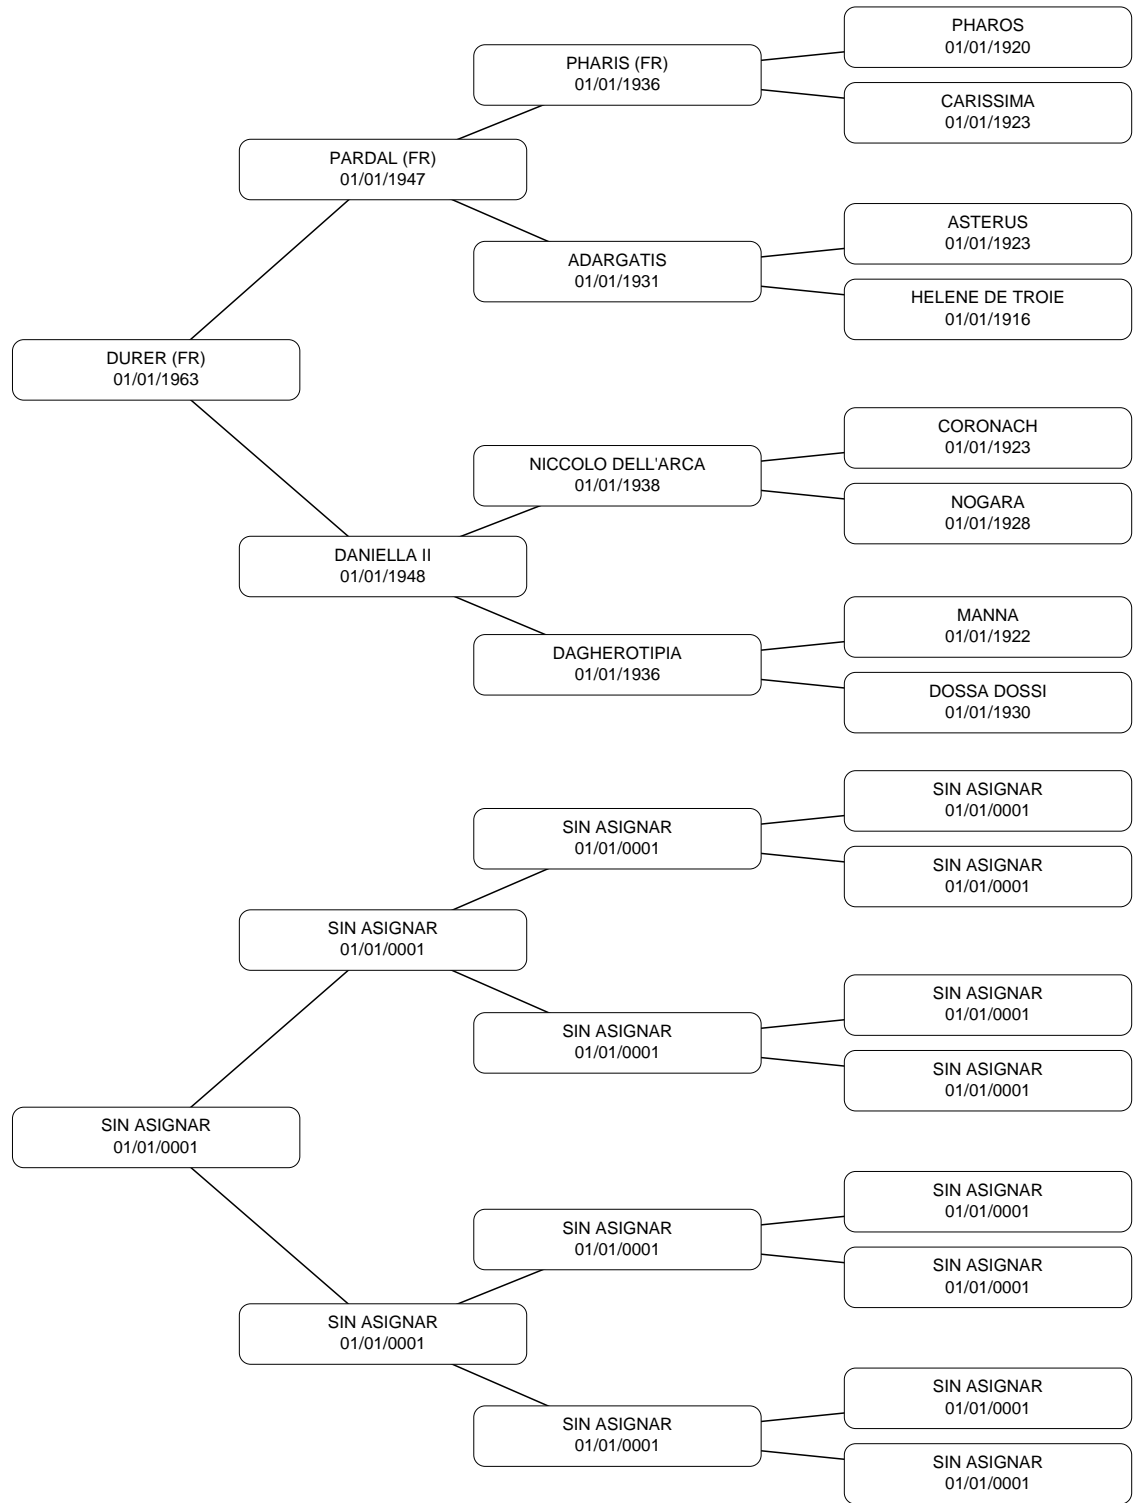 PHAROS
01/01/1920
PHARIS (FR)
01/01/1936
CARISSIMA
01/01/1923
PARDAL (FR)
01/01/1947
ASTERUS
01/01/1923
ADARGATIS
01/01/1931
HELENE DE TROIE
01/01/1916
DURER (FR)
01/01/1963
CORONACH
01/01/1923
NICCOLO DELL'ARCA
01/01/1938
NOGARA
01/01/1928
DANIELLA II
01/01/1948
MANNA
01/01/1922
DAGHEROTIPIA
01/01/1936
DOSSA DOSSI
01/01/1930
SIN ASIGNAR
01/01/0001
SIN ASIGNAR
01/01/0001
SIN ASIGNAR
01/01/0001
SIN ASIGNAR
01/01/0001
SIN ASIGNAR
01/01/0001
SIN ASIGNAR
01/01/0001
SIN ASIGNAR
01/01/0001
SIN ASIGNAR
01/01/0001
SIN ASIGNAR
01/01/0001
SIN ASIGNAR
01/01/0001
SIN ASIGNAR
01/01/0001
SIN ASIGNAR
01/01/0001
SIN ASIGNAR
01/01/0001
SIN ASIGNAR
01/01/0001
SIN ASIGNAR
01/01/0001